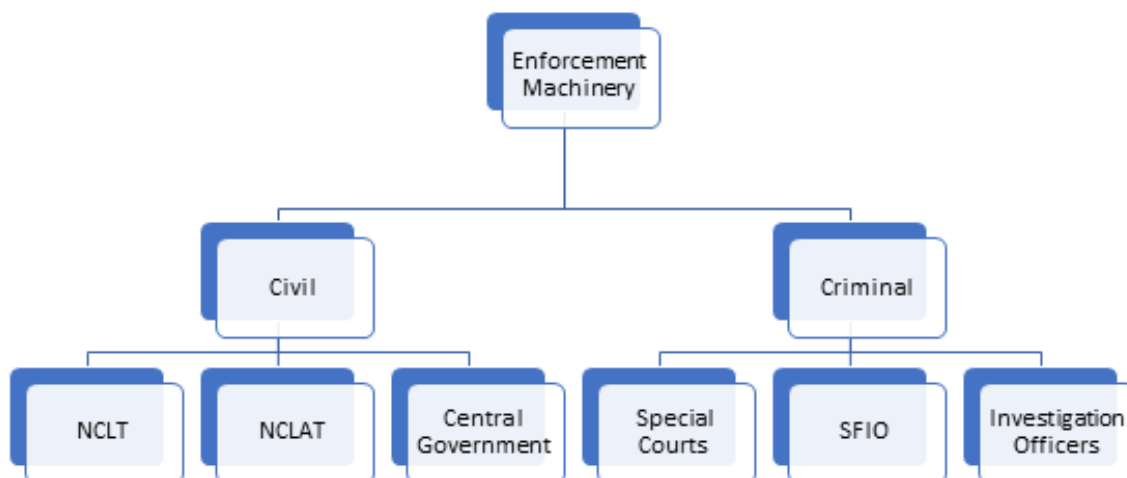 Enforcement
Machinery
Civil
Criminal
NCLT
NCLAT
Central
Government
Special
Courts
SFIO
Investigation
Officers